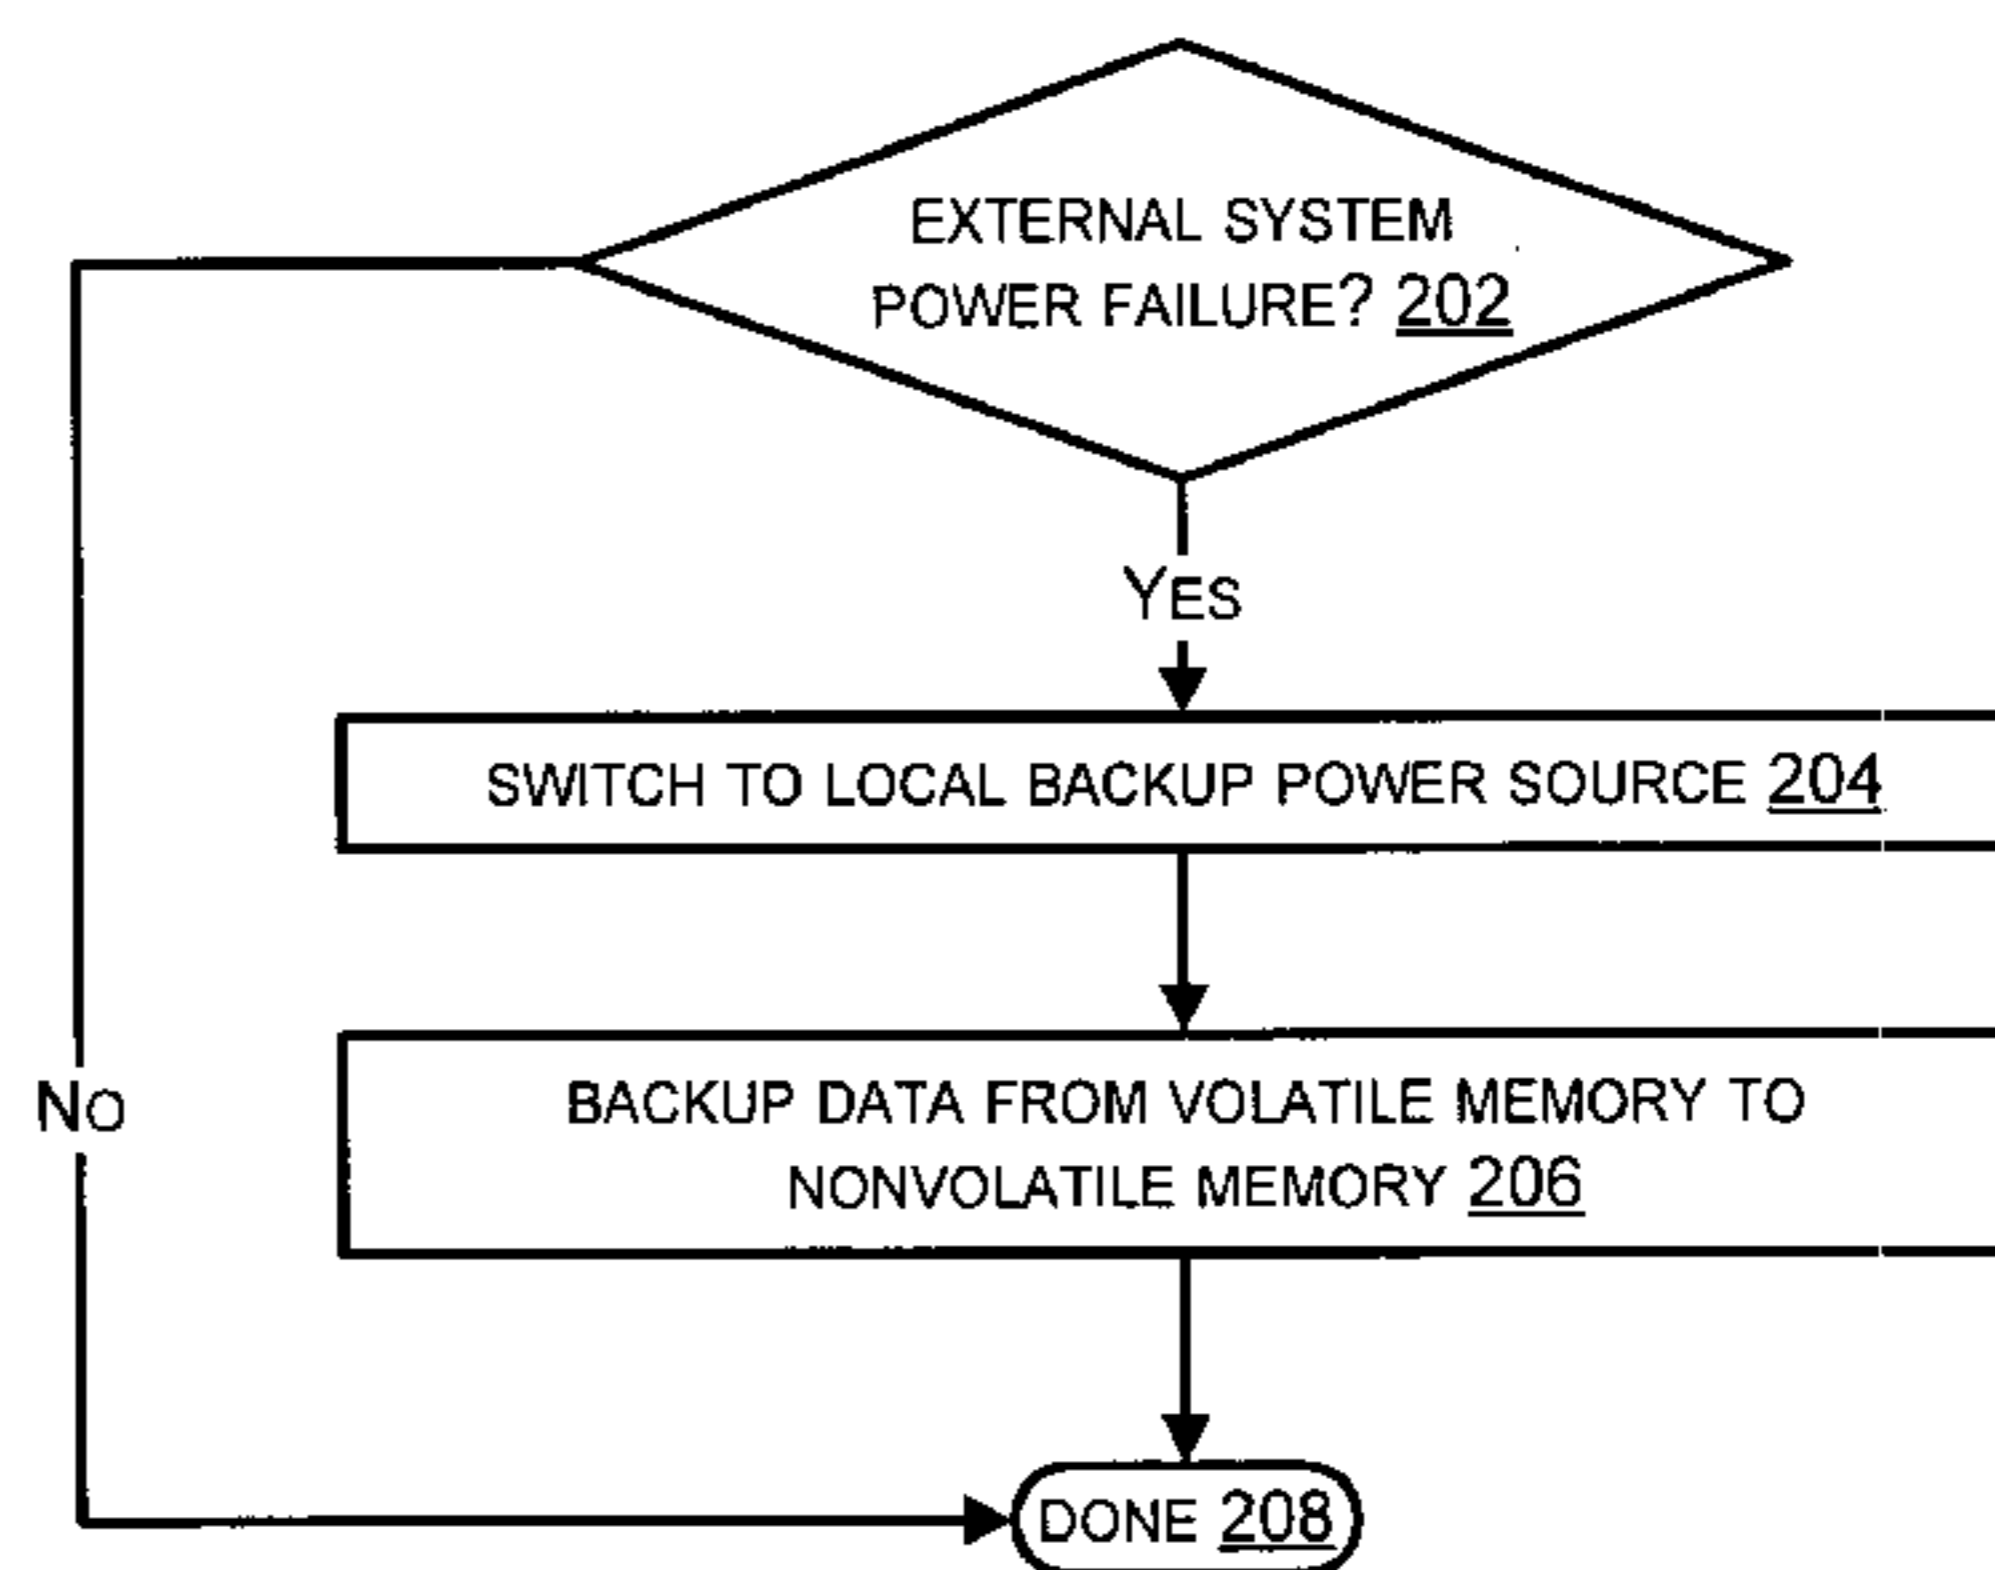 EXTERNAL SYSTEM
POWER FAILURE? 202
YES
SWITCH TO LOCAL BACKUP POWER SOURCE 204
NO
BACKUP DATA FROM VOLATILE MEMORY TO
NONVOLATILE MEMORY 206
DONE 208